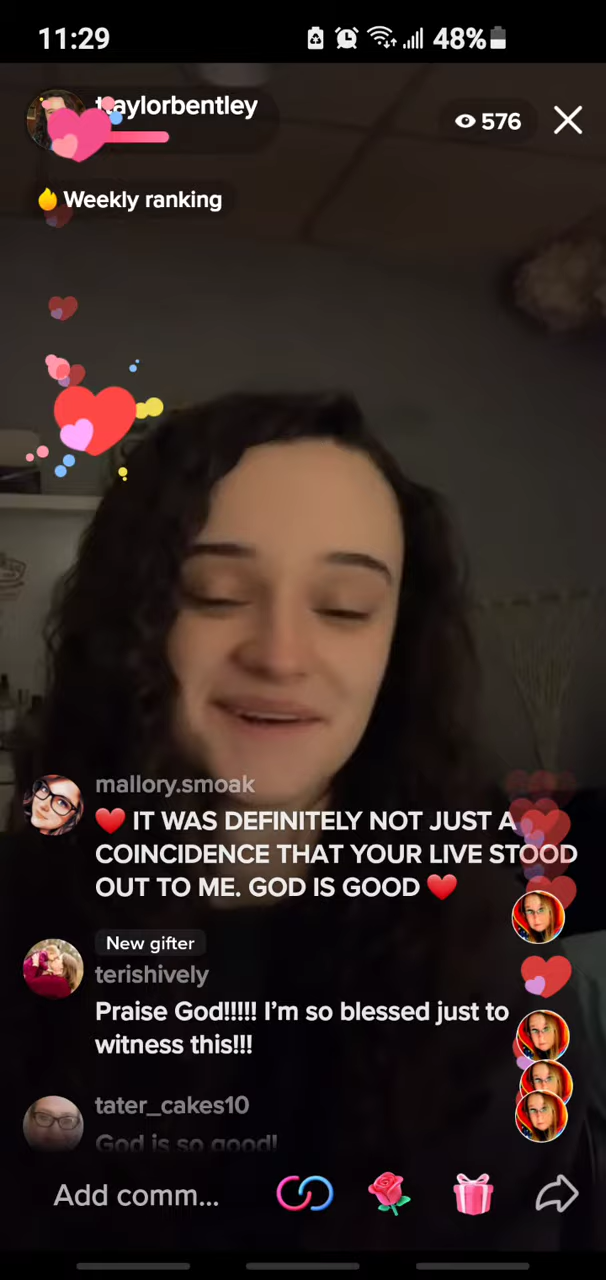 11:29
48%
ttaylorbentley
576
Weekly ranking
mallory.smoak
❤️ IT WAS DEFINITELY NOT JUST A
COINCIDENCE THAT YOUR LIVE STOOD
OUT TO ME. GOD IS GOOD ❤️
New gifter
terishively
Praise God!!!!! I'm so blessed just to
witness this!!!
tater_cakes10
God is so good!
Add comm...